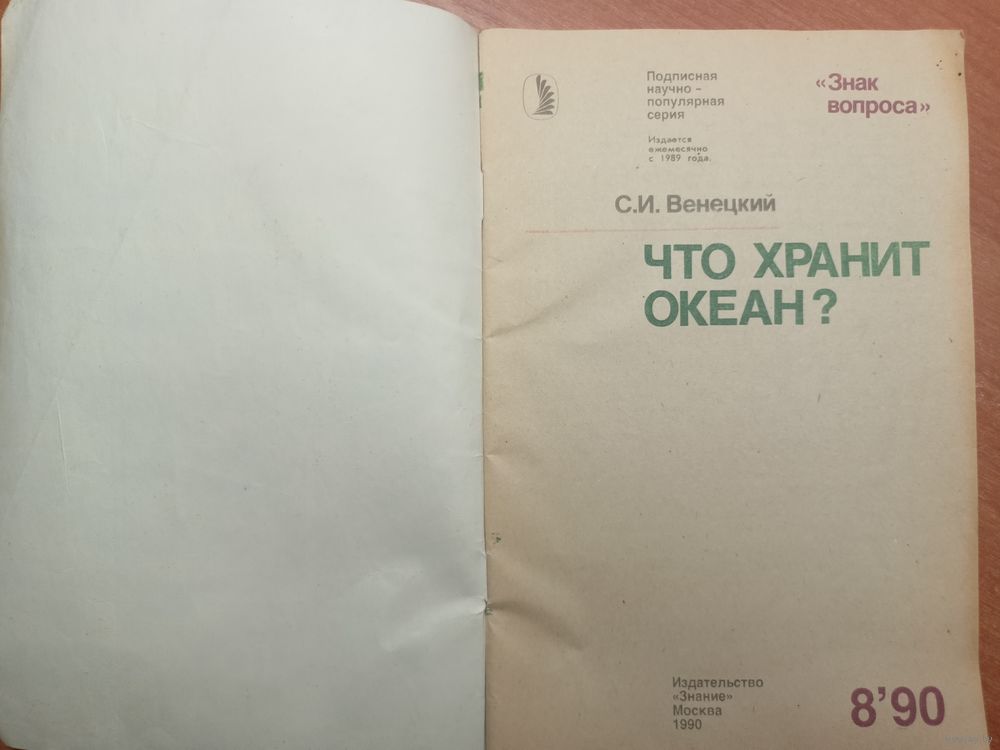 Подписная
научно-
популярная
серия
Издается
ежемесячно
с 1989 года.
«Знак
вопроса»
С.И. Венецкий
ЧТО ХРАНИТ
ОКЕАН?
Издательство
«Знание»
Москва
1990
8’90